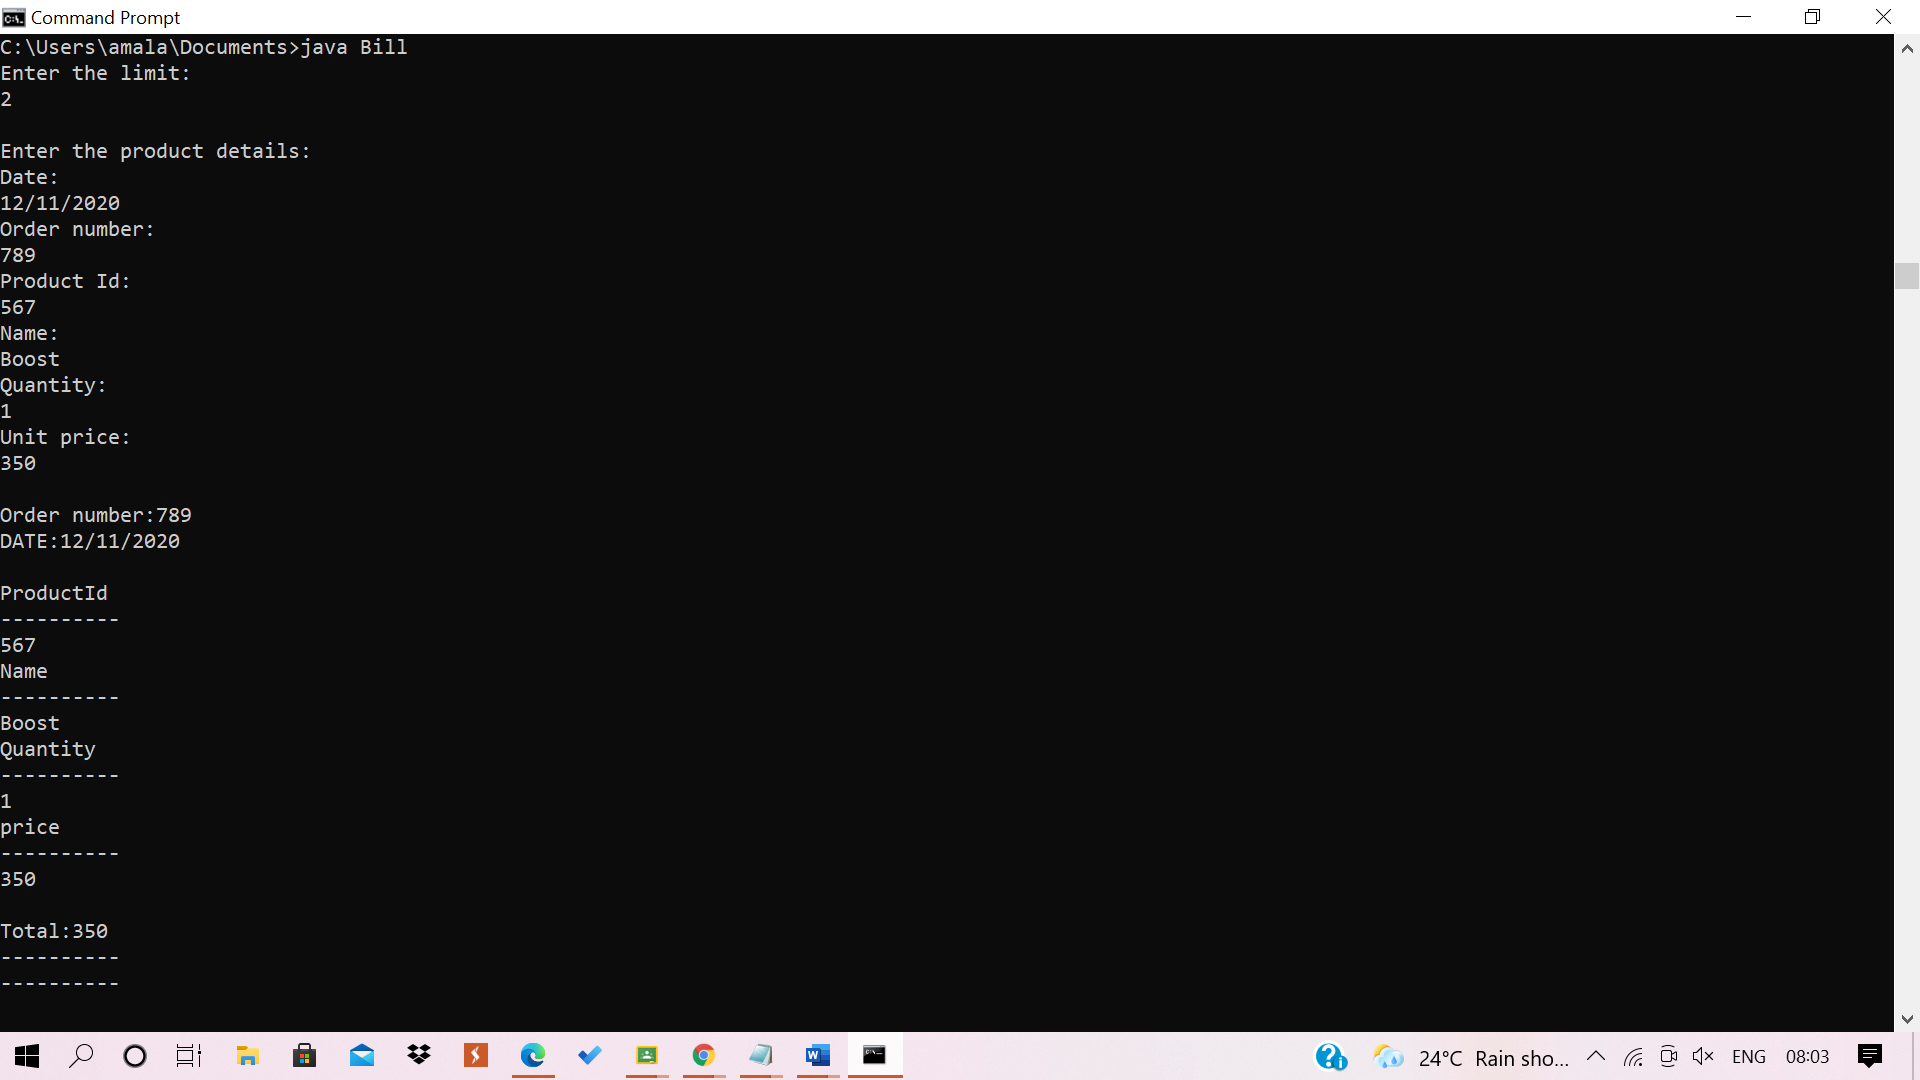 Command Prompt
C:\Users\amala\Documents>java Bill
Enter the limit:
2
Enter the product details:
Date:
12/11/2020
Order number:
789
Product Id:
567
Name:
Boost
Quantity:
1
Unit price:
350
Order number:789
DATE:12/11/2020
ProductId
----------
567
Name
----------
Boost
Quantity
----------
1
price
----------
350
Total:350
----------
----------
24°C Rain sho... ENG 08:03